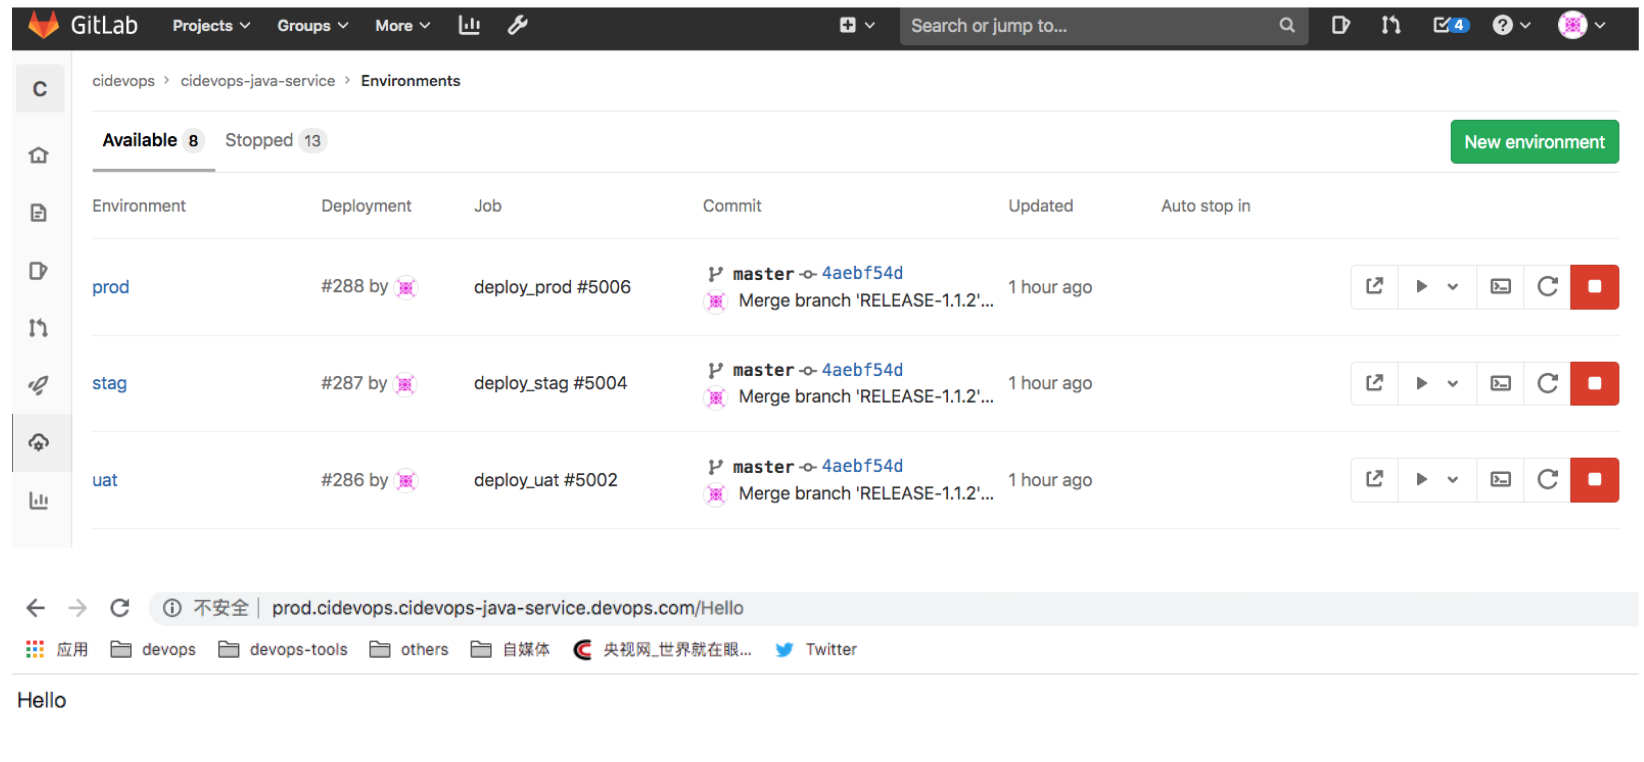 GitLab Projects Groups More Search or jump to... 4
C cidevops > cidevops-java-service > Environments
Available 8 Stopped 13 New environment
Environment Deployment Job Commit Updated Auto stop in
prod #288 by deploy_prod #5006 master 4aebf54d 1 hour ago
Merge branch 'RELEASE-1.1.2'...
stag #287 by deploy_stag #5004 master 4aebf54d 1 hour ago
Merge branch 'RELEASE-1.1.2'...
uat #286 by deploy_uat #5002 master 4aebf54d 1 hour ago
Merge branch 'RELEASE-1.1.2'...
不安全 | prod.cidevops.cidevops-java-service.devops.com/Hello
应用 devops devops-tools others 自媒体 央视网_世界就在眼... Twitter
Hello